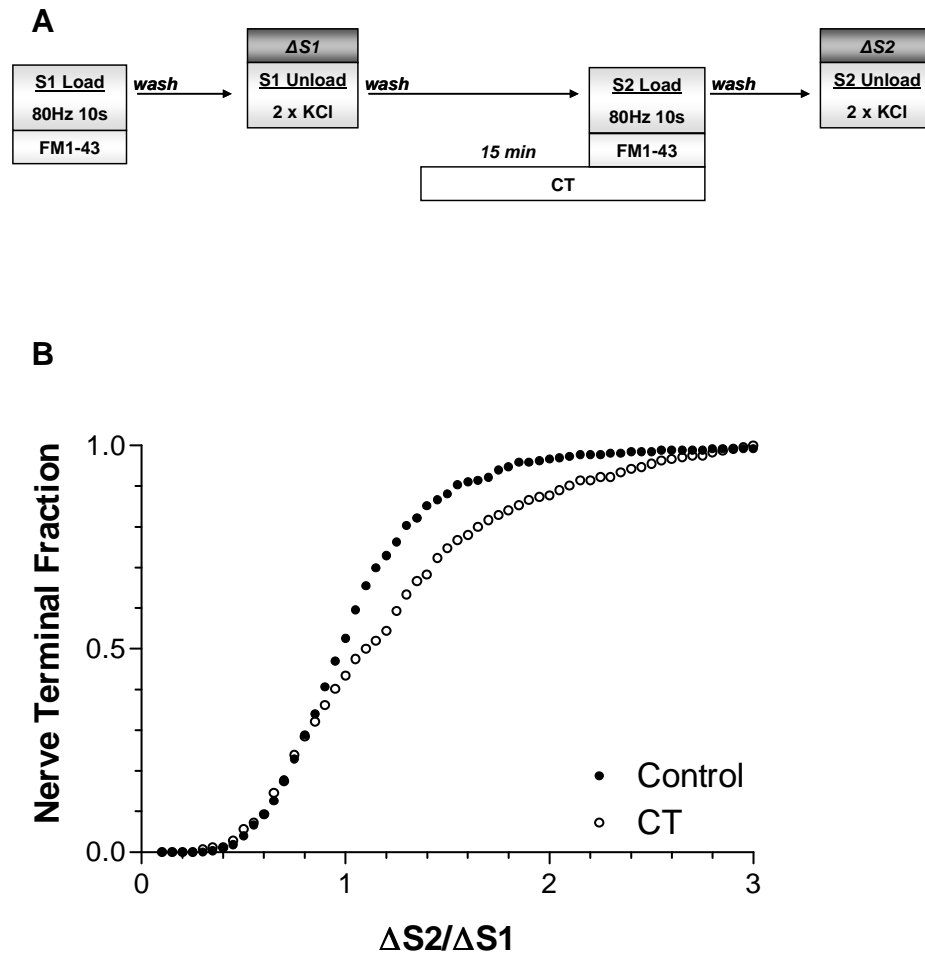 A
ΔS1
S1 Load
80Hz 10s
FM1-43
wash
S1 Unload
2 x KCl
wash
S2 Load
80Hz 10s
FM1-43
15 min
CT
wash
ΔS2
S2 Unload
2 x KCl
B
Nerve Terminal Fraction
1.0
0.5
0.0
0
1
2
3
Control
CT
ΔS2/ΔS1